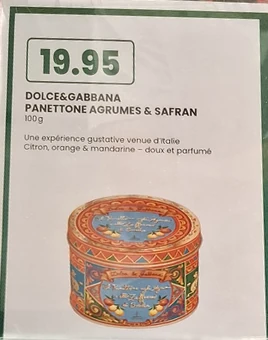 19.95
DOLCE&GABBANA
PANETTONE AGRUMES & SAFRAN
100g
Une expérience gustative venue d'Italie
Citron, orange & mandarine – doux et parfumé